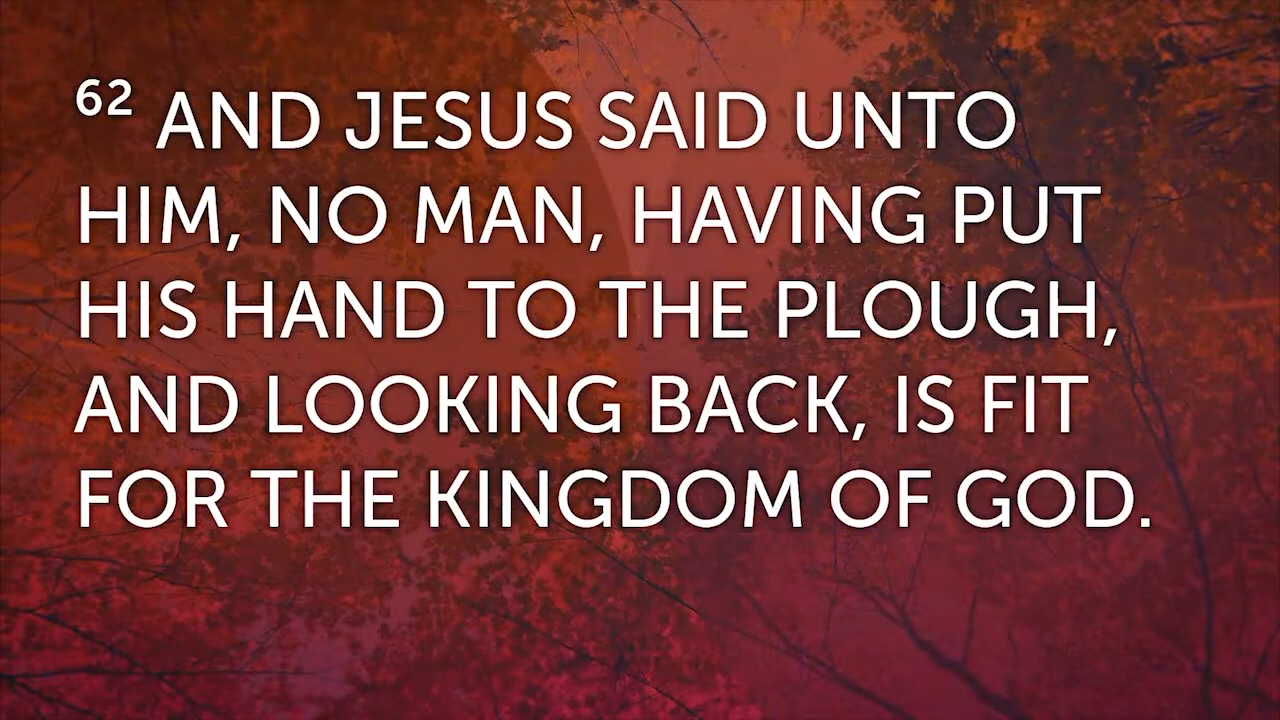 62 AND JESUS SAID UNTO
HIM, NO MAN, HAVING PUT
HIS HAND TO THE PLOUGH,
AND LOOKING BACK, IS FIT
FOR THE KINGDOM OF GOD.